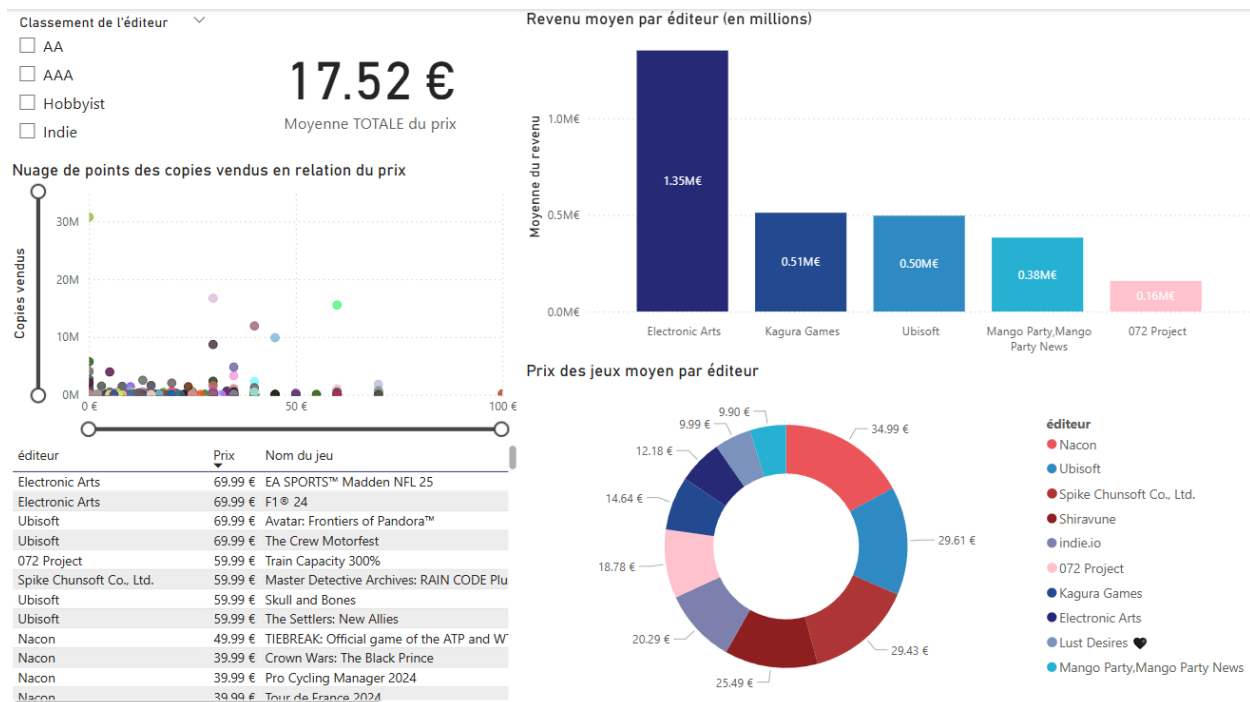 Classement de l'éditeur
AA
AAA
Hobbyist
Indie
17.52 €
Moyenne TOTALE du prix
Nuage de points des copies vendus en relation du prix
Copies vendus
30M
20M
10M
0M
0 €
50 €
100 €
éditeur Prix Nom du jeu
Electronic Arts 69.99 € EA SPORTS™ Madden NFL 25
Electronic Arts 69.99 € F1® 24
Ubisoft 69.99 € Avatar: Frontiers of Pandora™
Ubisoft 69.99 € The Crew Motorfest
072 Project 59.99 € Train Capacity 300%
Spike Chunsoft Co., Ltd. 59.99 € Master Detective Archives: RAIN CODE Plu
Ubisoft 59.99 € Skull and Bones
Ubisoft 59.99 € The Settlers: New Allies
Nacon 49.99 € TIEBREAK: Official game of the ATP and W
Nacon 39.99 € Crown Wars: The Black Prince
Nacon 39.99 € Pro Cycling Manager 2024
Nacon 39.99 € Tour de France 2024
Revenu moyen par éditeur (en millions)
Moyenne du revenu
1.0M€
0.5M€
0.0M€
1.35M€
0.51M€
0.50M€
0.38M€
0.16M€
Electronic Arts
Kagura Games
Ubisoft
Mango Party,Mango
Party News
072 Project
Prix des jeux moyen par éditeur
34.99 €
29.61 €
29.43 €
25.49 €
20.29 €
18.78 €
14.64 €
12.18 €
9.99 €
9.90 €
éditeur
Nacon
Ubisoft
Spike Chunsoft Co., Ltd.
Shiravune
indie.io
072 Project
Kagura Games
Electronic Arts
Lust Desires 🖤
Mango Party,Mango Party News